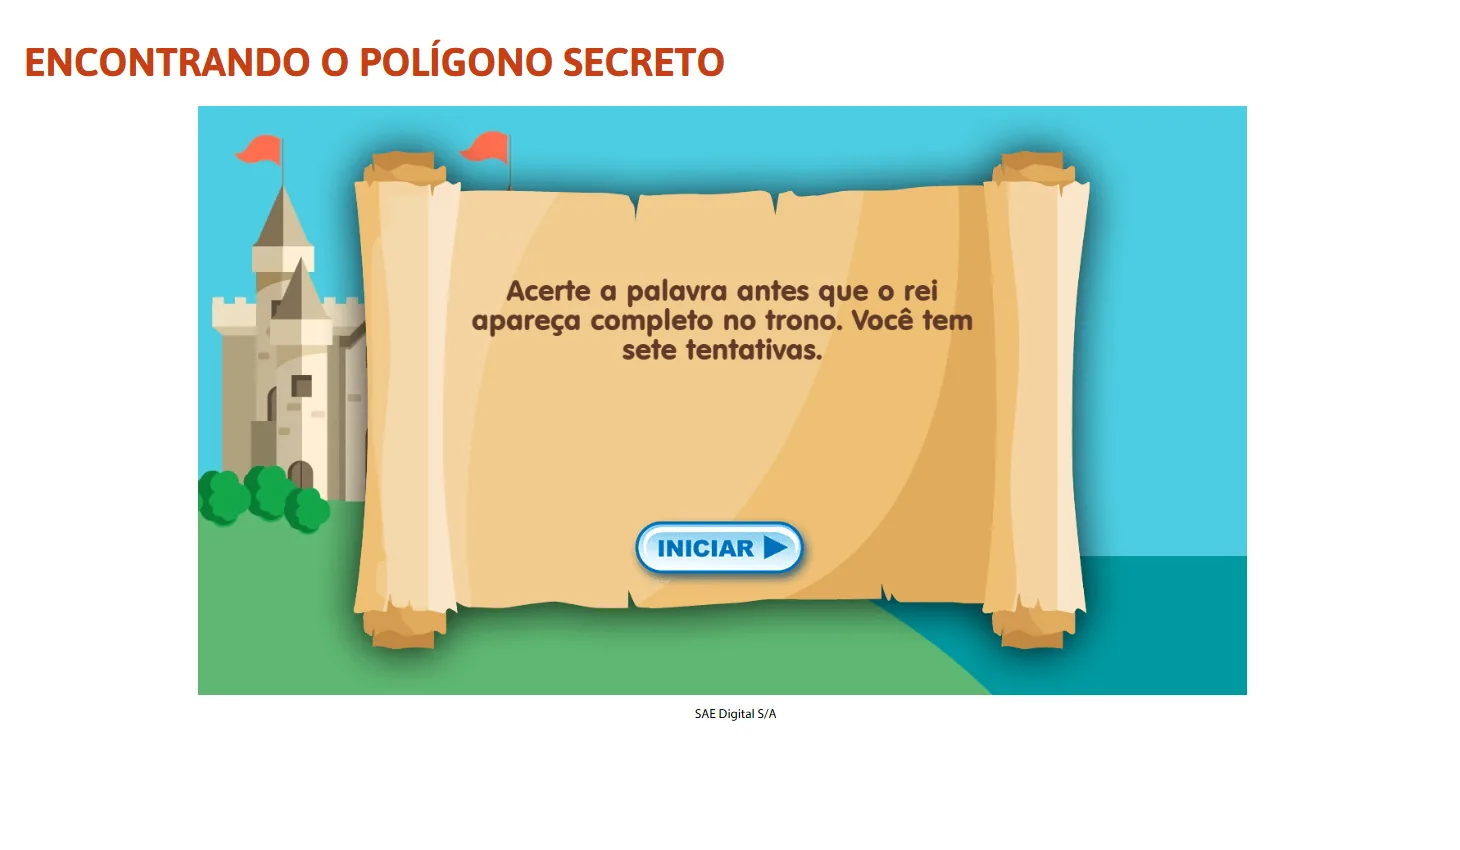 ENCONTRANDO O POLÍGONO SECRETO
Acerte a palavra antes que o rei
apareça completo no trono. Você tem
sete tentativas.
INICIAR
SAE Digital S/A